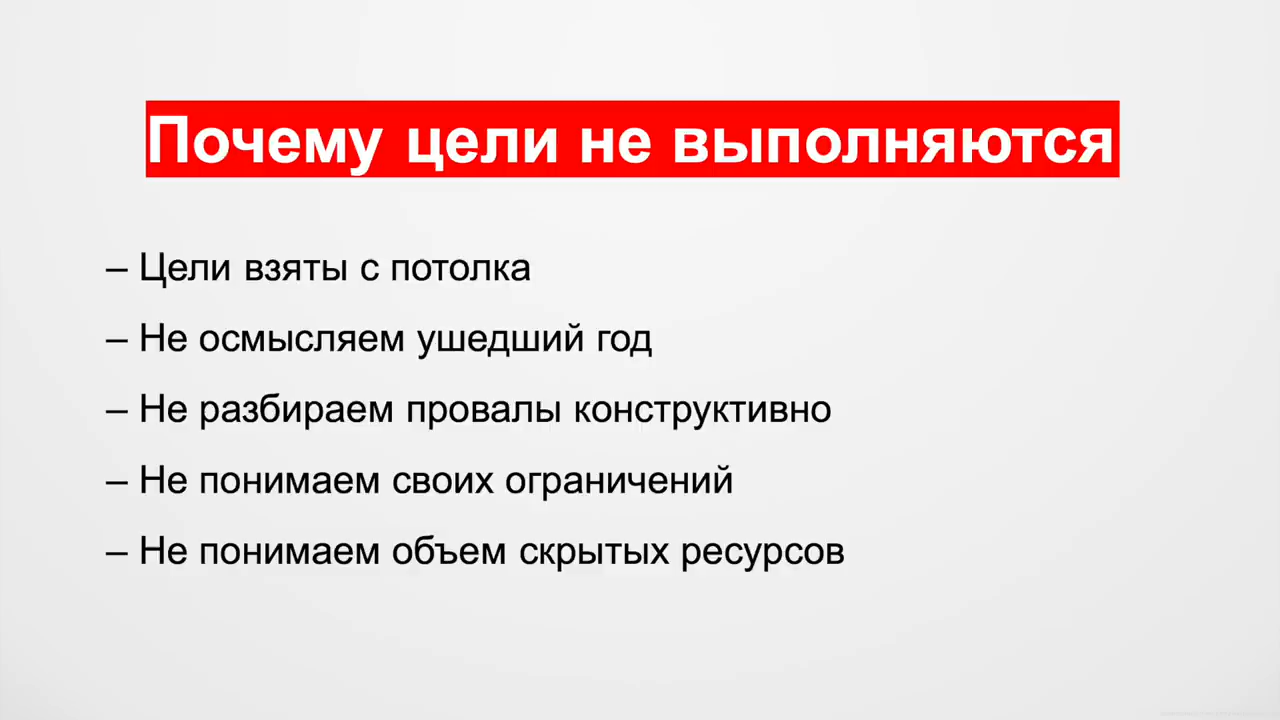 Почему цели не выполняются
– Цели взяты с потолка
– Не осмысляем ушедший год
– Не разбираем провалы конструктивно
– Не понимаем своих ограничений
– Не понимаем объем скрытых ресурсов